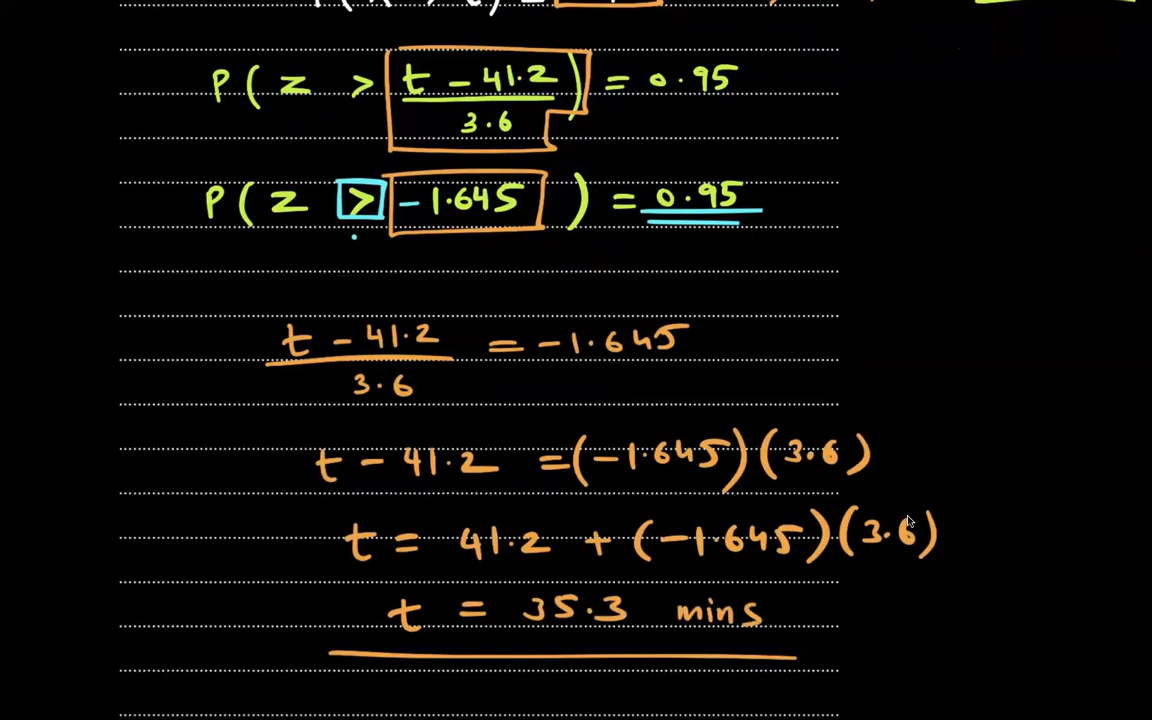 P(Z > t - 41.2 / 3.6) = 0.95
P(Z > -1.645) = 0.95
t - 41.2 / 3.6 = -1.645
t - 41.2 = (-1.645)(3.6)
t = 41.2 + (-1.645)(3.6)
t = 35.3 mins